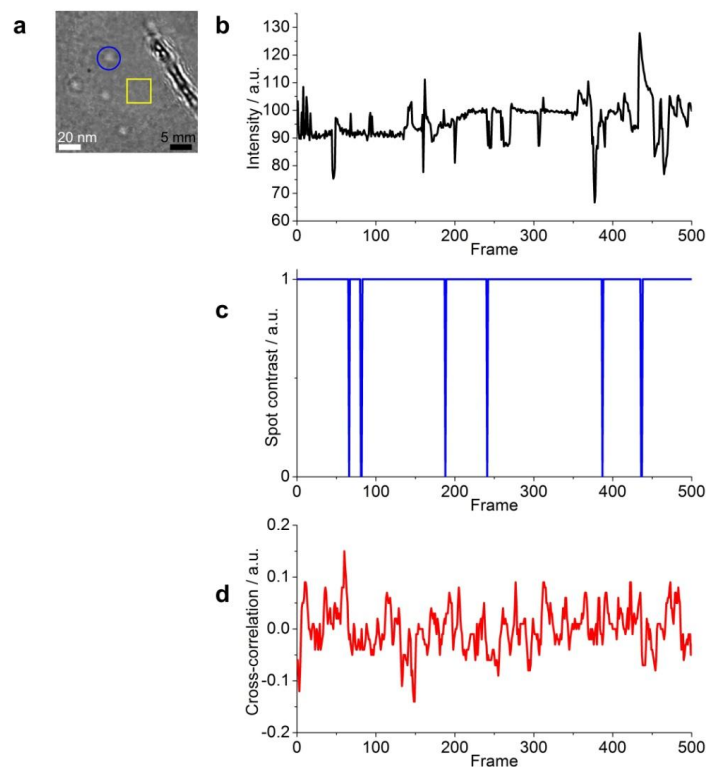 a
20 nm
5 mm
b
Intensity / a.u.
130
120
110
100
90
80
70
60
0
100
200
300
400
500
Frame
c
Spot contrast / a.u.
1
0
0
100
200
300
400
500
Frame
d
Cross-correlation / a.u.
0.2
0.1
0.0
-0.1
-0.2
0
100
200
300
400
500
Frame